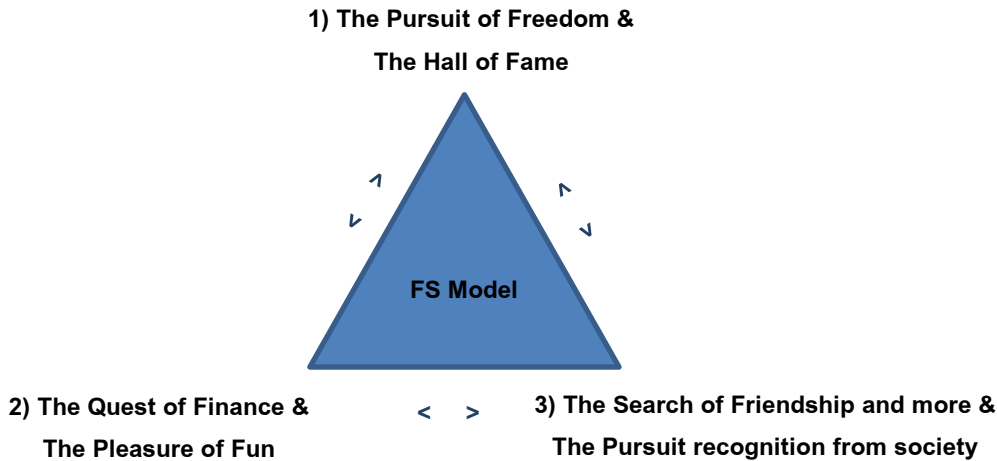 1) The Pursuit of Freedom &
The Hall of Fame
< >
< >
FS Model
2) The Quest of Finance &
The Pleasure of Fun
< >
3) The Search of Friendship and more &
The Pursuit recognition from society